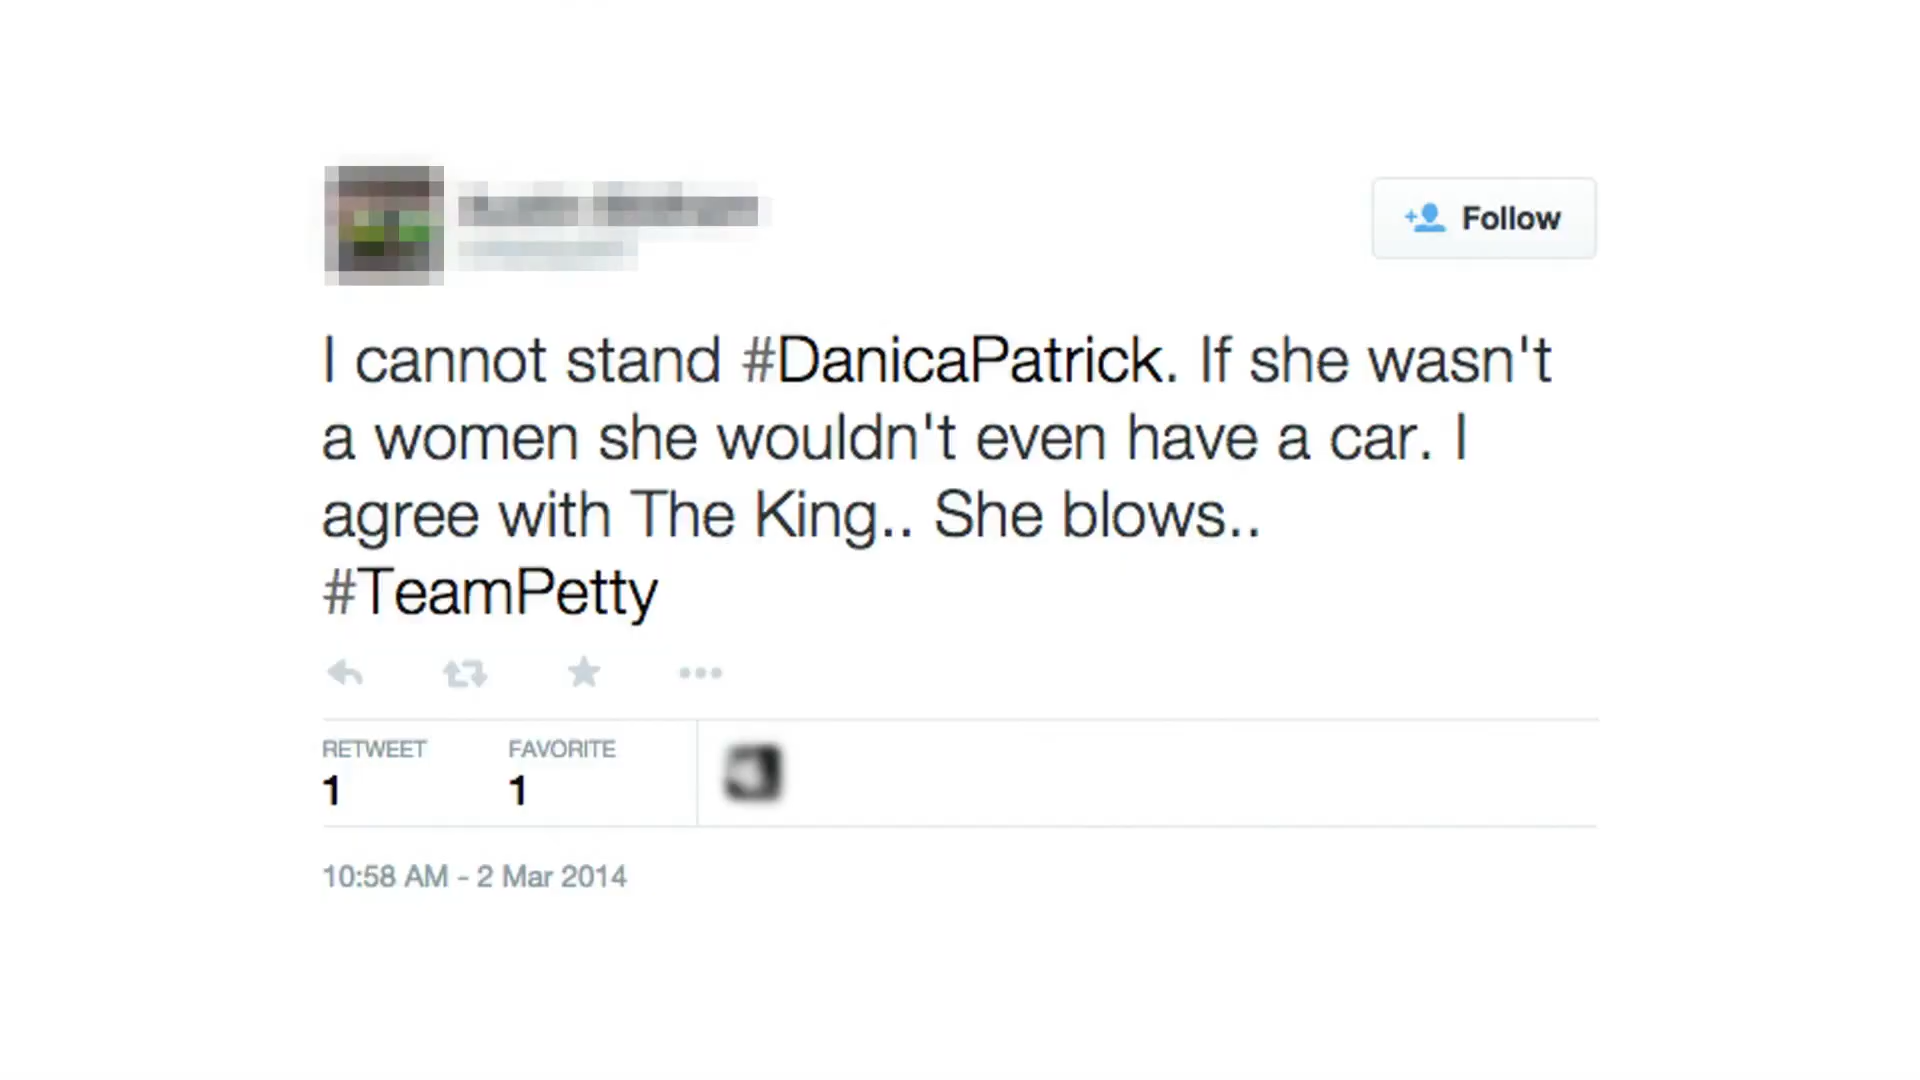 Follow
I cannot stand #DanicaPatrick. If she wasn't
a women she wouldn't even have a car. I
agree with The King.. She blows..
#TeamPetty
RETWEET FAVORITE
1 1
10:58 AM - 2 Mar 2014